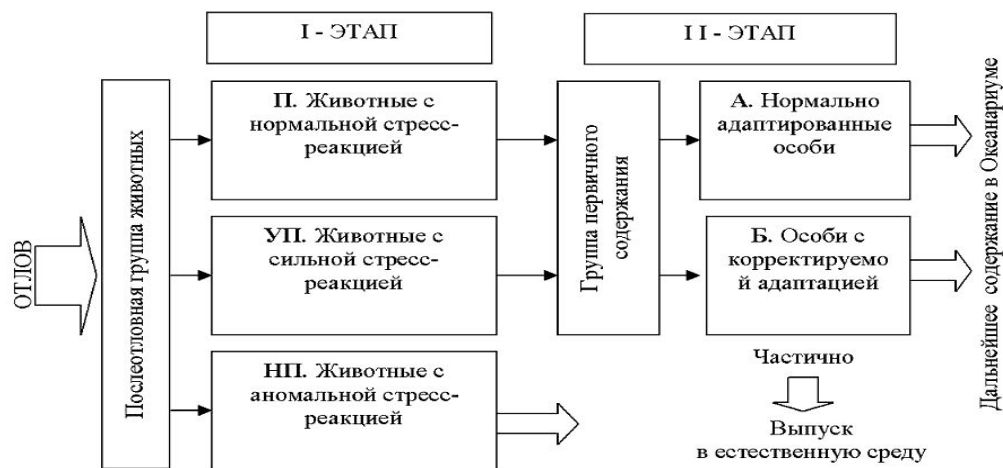 I - ЭТАП
II - ЭТАП
ОТЛОВ
Послеотловная группа животных
П. Животные с
нормальной стресс-
реакцией
УП. Животные с
сильной стресс-
реакцией
НП. Животные с
аномальной стресс-
реакцией
Группа первичного
содержания
А. Нормально
адаптированные
особи
Б. Особи с
корректируемо
й адаптацией
Частично
Выпуск
в естественную среду
Дальнейшее содержание в Океанариуме